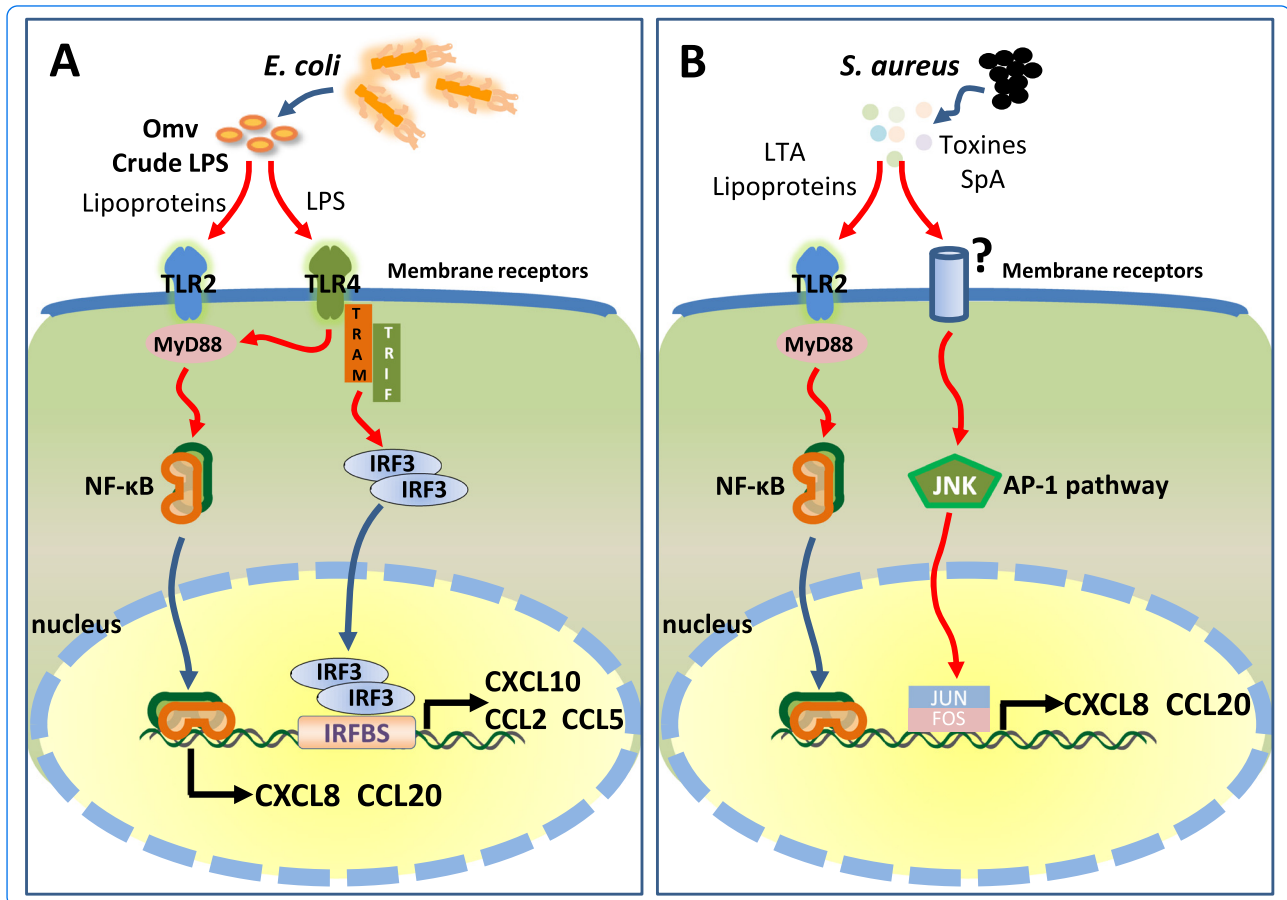 A
E. coli
Omv
Crude LPS
Lipoproteins
LPS
TLR2
TLR4
Membrane receptors
MyD88
TRAM
TRIF
NF-κB
IRF3
IRF3
nucleus
IRF3
IRF3
IRFBS
CXCL10
CCL2 CCL5
CXCL8 CCL20
B
S. aureus
LTA
Lipoproteins
Toxines
SpA
TLR2
?
Membrane receptors
MyD88
NF-κB
JNK
AP-1 pathway
nucleus
JUN
FOS
CXCL8 CCL20